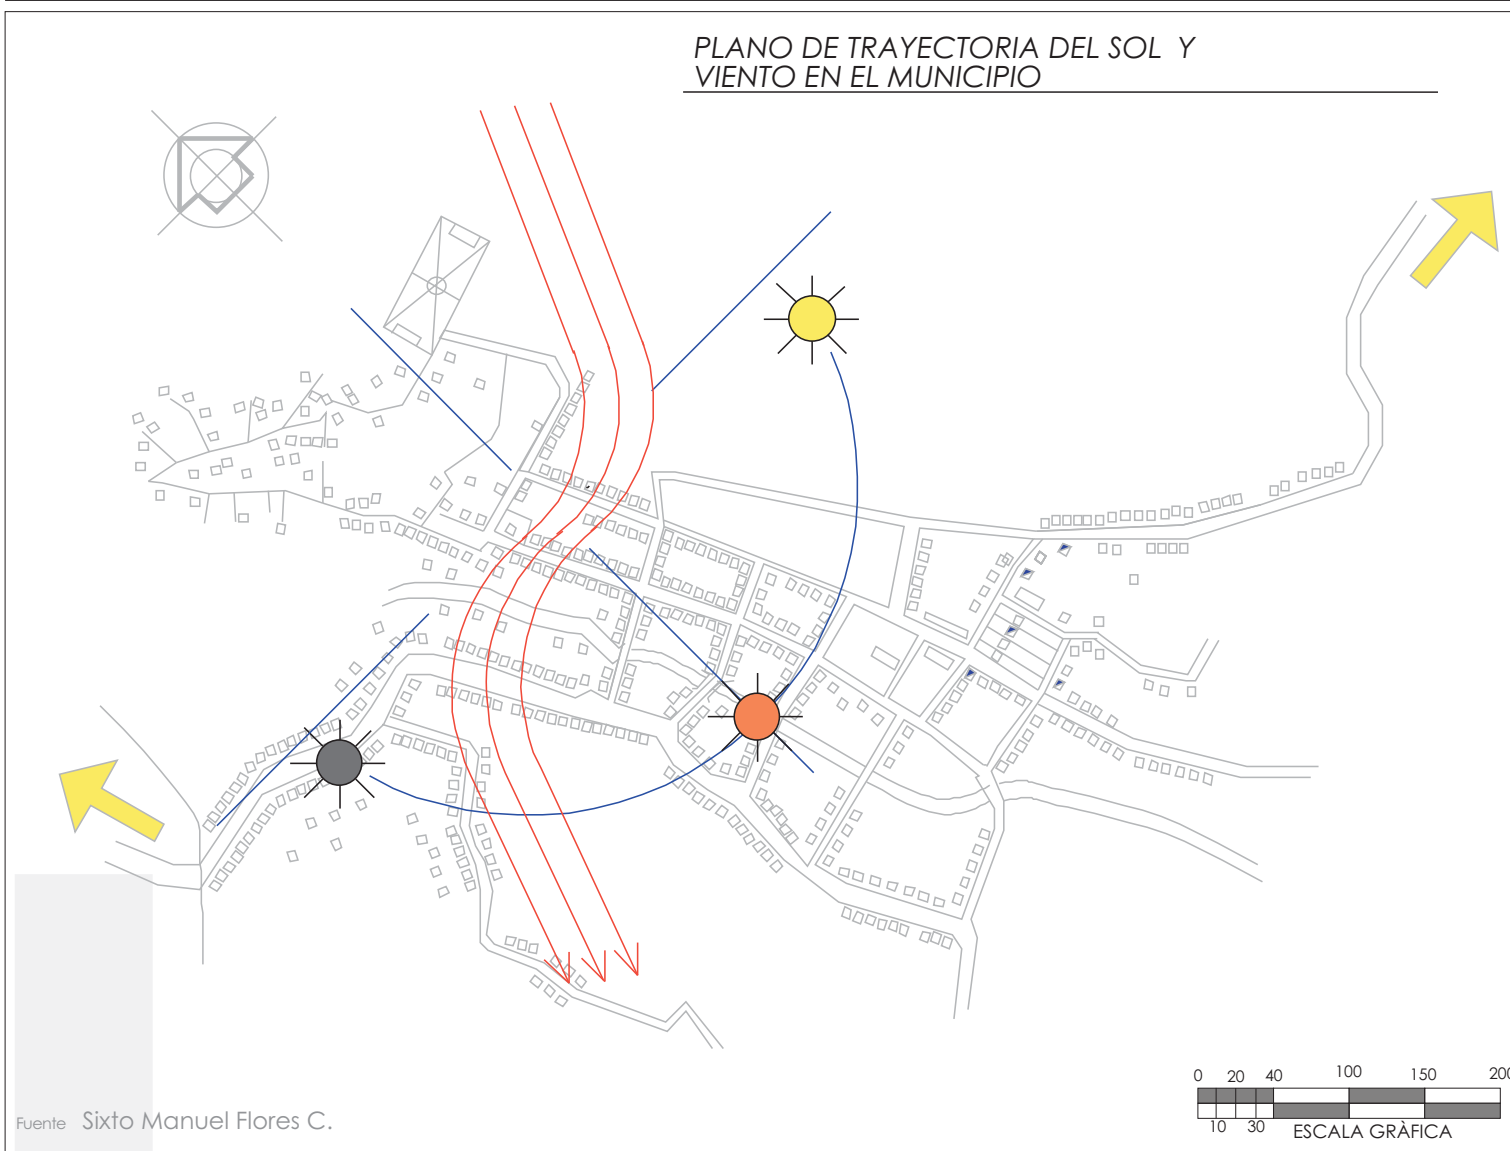 PLANO DE TRAYECTORIA DEL SOL Y
VIENTO EN EL MUNICIPIO
0 20 40 100 150 200
10 30
ESCALA GRÀFICA
Fuente Sixto Manuel Flores C.